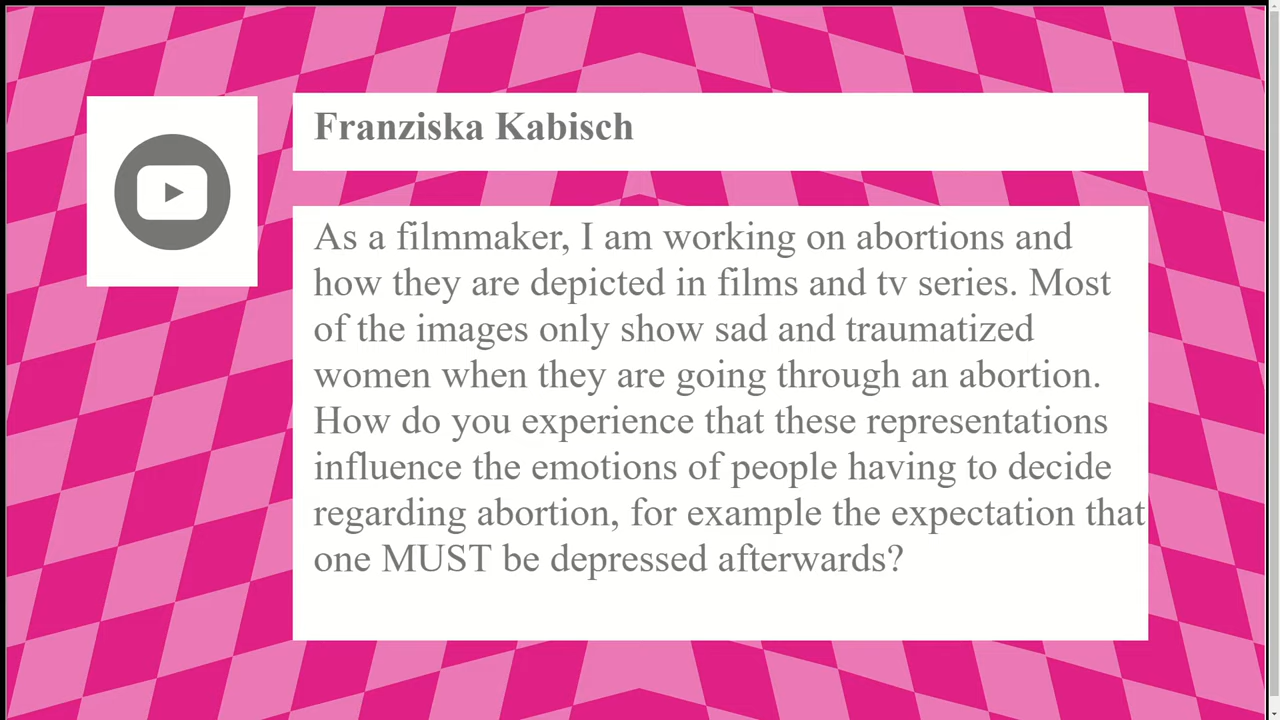 Franziska Kabisch
As a filmmaker, I am working on abortions and
how they are depicted in films and tv series. Most
of the images only show sad and traumatized
women when they are going through an abortion.
How do you experience that these representations
influence the emotions of people having to decide
regarding abortion, for example the expectation that
one MUST be depressed afterwards?